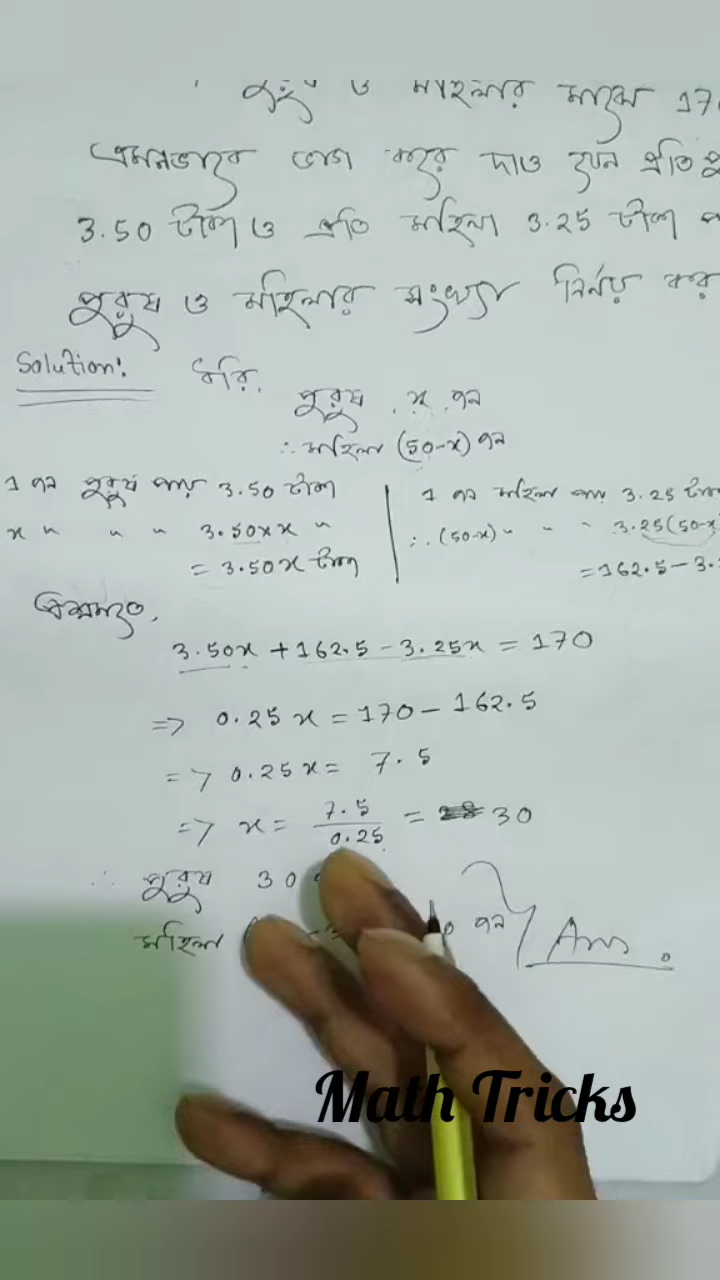 ও মহিলার মাঝে 170
এমনভাবে ভাগ করে দাও যেন প্রতি পু
3.50 টাকা ও প্রতি মহিলা 3.25 টাকা প
পুরুষ ও মহিলার সংখ্যা নির্ণয় কর
Solution: ধরি,
পুরুষ x জন
∴ মহিলা (50-x) জন
1 জন পুরুষ পায় 3.50 টাকা | 1 জন মহিলা পায় 3.25 টাকা
x " " " 3.50×x " | ∴ (50-x) " " " 3.25(50-x)
= 3.50x টাকা | =162.5-3.
প্রশ্নমতে,
3.50x + 162.5 - 3.25x = 170
=> 0.25x = 170 - 162.5
=> 0.25x = 7.5
=> x = 7.5/0.25 = 30
∴ পুরুষ 30
মহিলা জন Ans.
Math Tricks